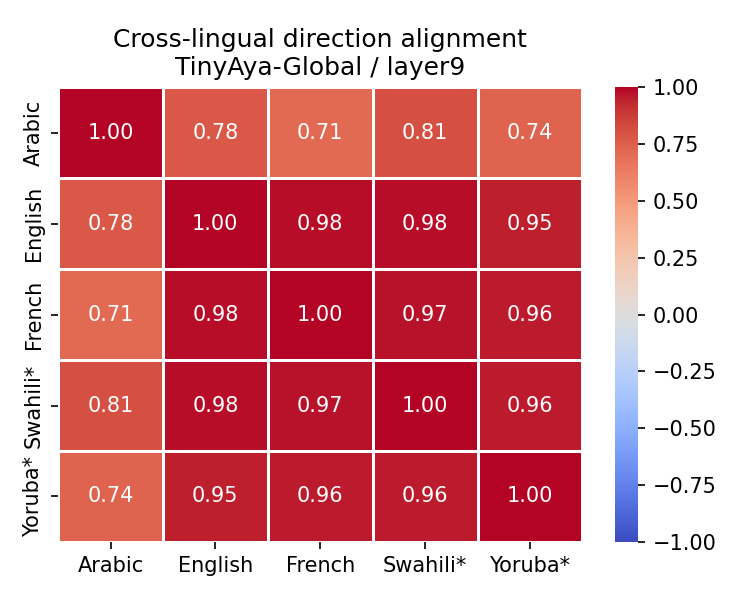 Cross-lingual direction alignment
TinyAya-Global / layer9
Arabic
1.00 0.78 0.71 0.81 0.74
English
0.78 1.00 0.98 0.98 0.95
French
0.71 0.98 1.00 0.97 0.96
Swahili*
0.81 0.98 0.97 1.00 0.96
Yoruba*
0.74 0.95 0.96 0.96 1.00
Arabic English French Swahili* Yoruba*
1.00
0.75
0.50
0.25
0.00
−0.25
−0.50
−0.75
−1.00